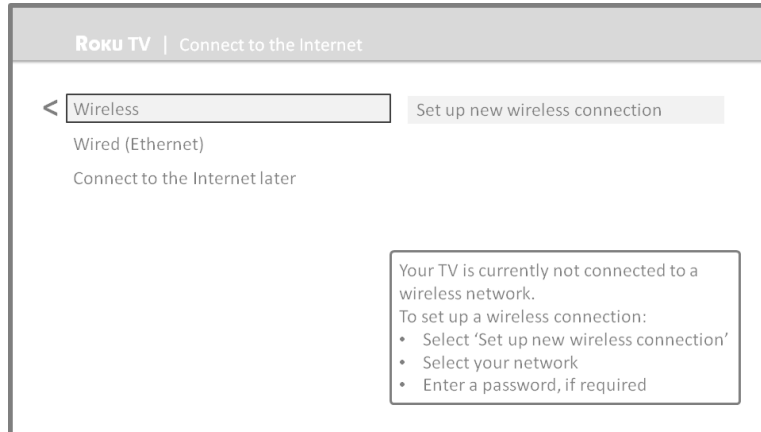 ROKU TV | Connect to the Internet
< Wireless
Set up new wireless connection
Wired (Ethernet)
Connect to the Internet later
Your TV is currently not connected to a
wireless network.
To set up a wireless connection:
• Select ‘Set up new wireless connection’
• Select your network
• Enter a password, if required